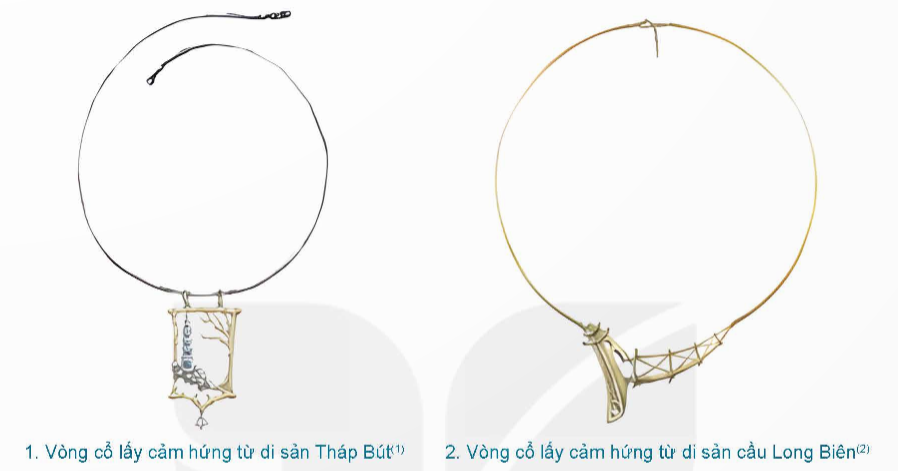 1. Vòng cổ lấy cảm hứng từ di sản Tháp Bút(1)
2. Vòng cổ lấy cảm hứng từ di sản cầu Long Biên(2)